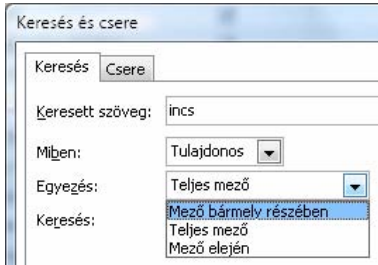 Keresés és csere
Keresés Csere
Keresett szöveg: incs
Miben: Tulajdonos
Egyezés: Teljes mező
Keresés: Mező bármely részében
Teljes mező
Mező elején